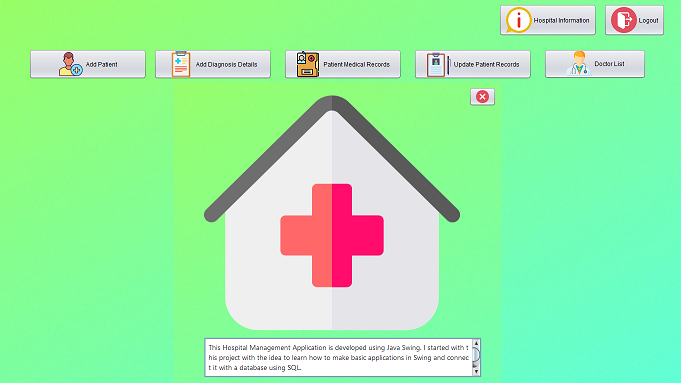 Hospital Information
Logout
Add Patient
Add Diagnosis Details
Patient Medical Records
Update Patient Records
Doctor List
This Hospital Management Application is developed using Java Swing. I started with t
his project with the idea to learn how to make basic applications in Swing and connec
t it with a database using SQL.